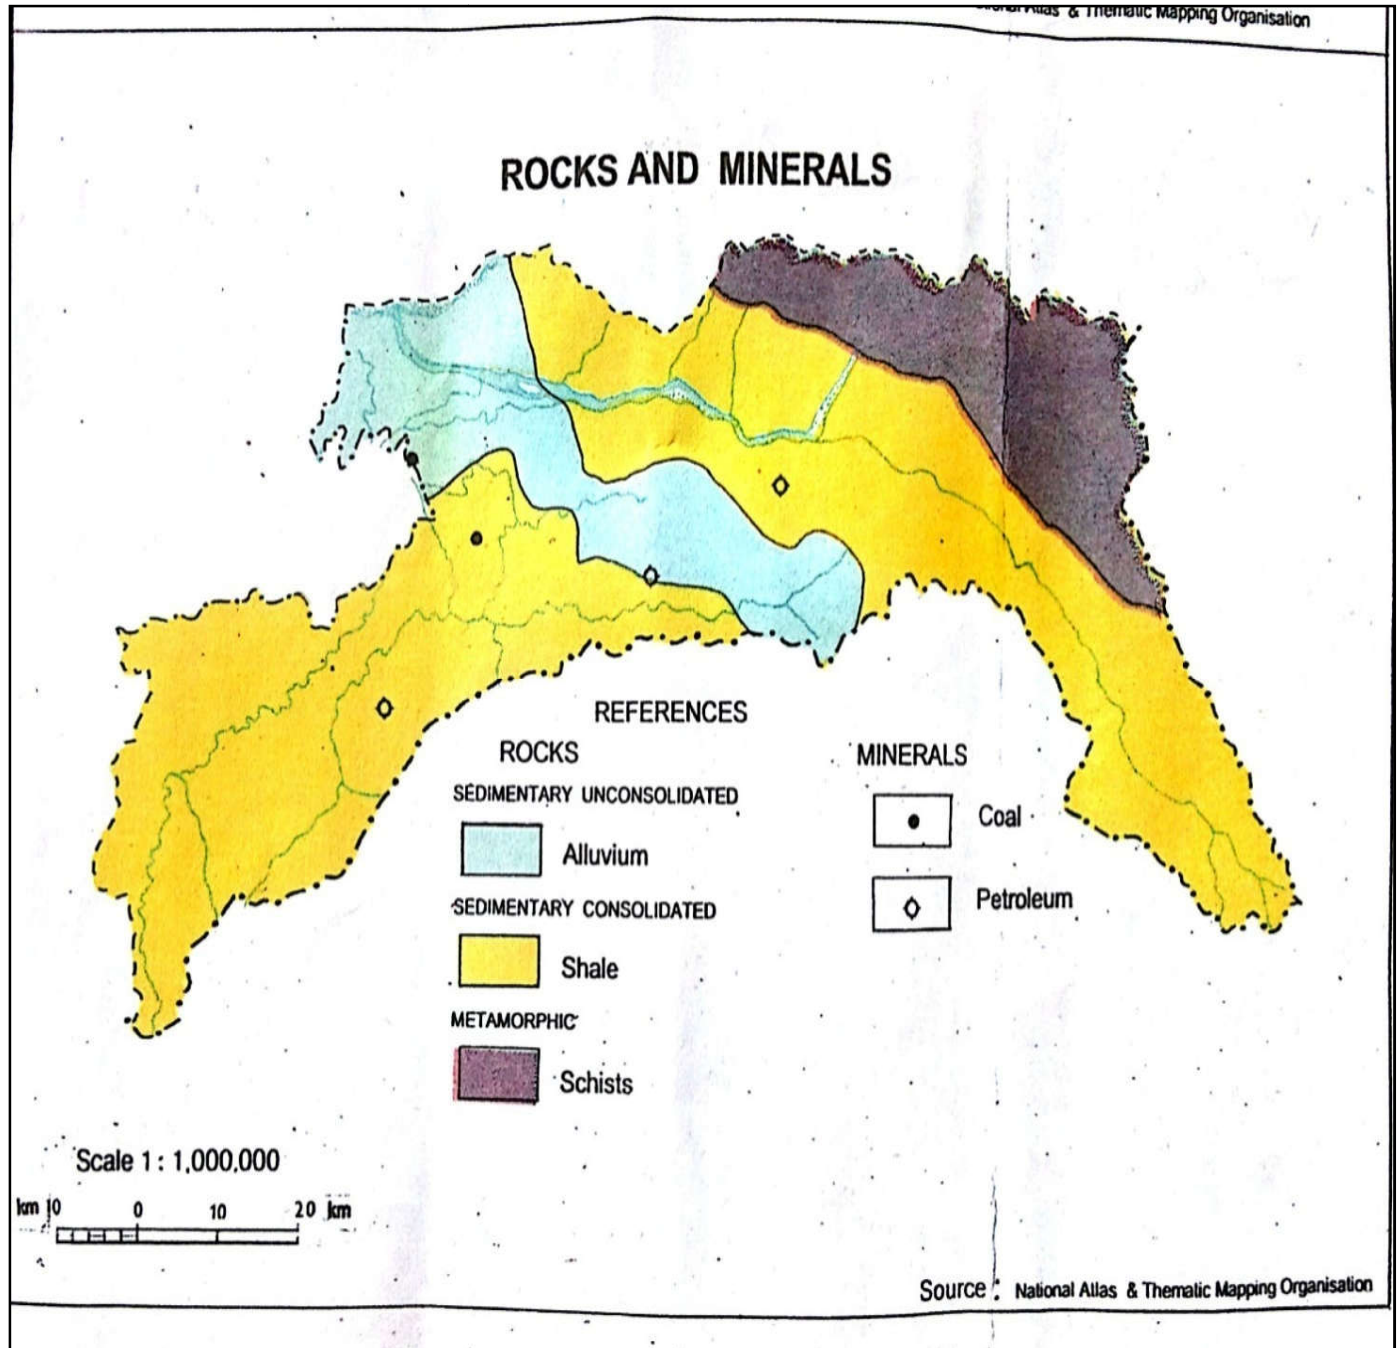 & Thematic Mapping Organisation
ROCKS AND MINERALS
REFERENCES
ROCKS
SEDIMENTARY UNCONSOLIDATED
Alluvium
SEDIMENTARY CONSOLIDATED
Shale
METAMORPHIC
Schists
MINERALS
Coal
Petroleum
Scale 1 : 1,000,000
km 10 0 10 20 km
Source : National Atlas & Thematic Mapping Organisation